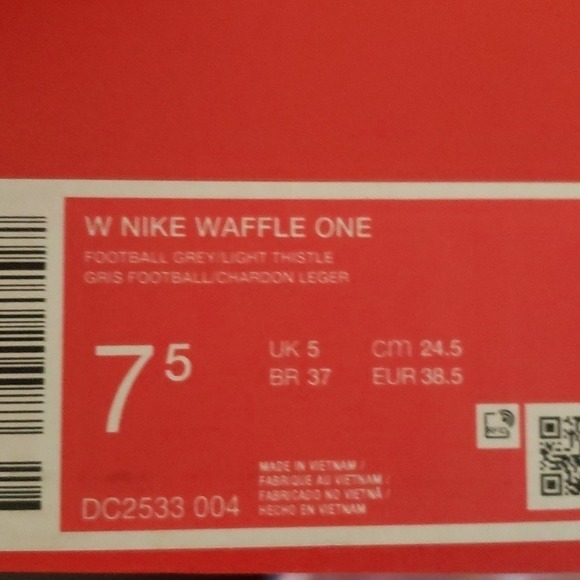 W NIKE WAFFLE ONE
FOOTBALL GREY/LIGHT THISTLE
GRIS FOOTBALL/CHARDON LEGER
7 5
UK 5 cm 24.5
BR 37 EUR 38.5
MADE IN VIETNAM /
FABRIQUE AU VIETNAM /
FABRICADO NO VIETNÃ /
HECHO EN VIETNAM
DC2533 004